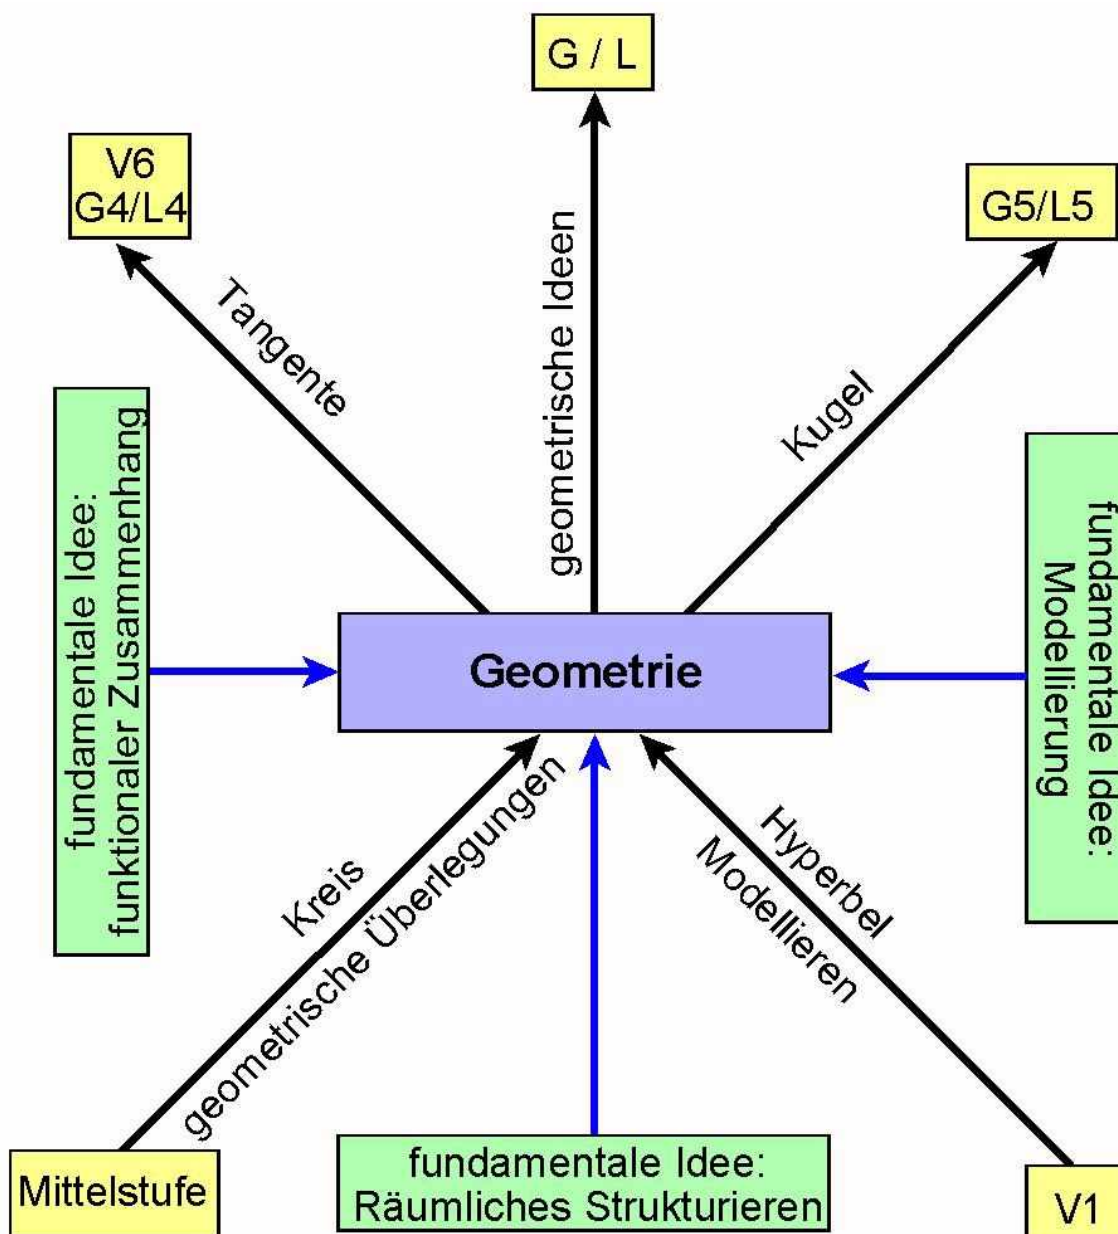 G / L
V6
G4/L4
G5/L5
Tangente
geometrische Ideen
Kugel
fundamentale Idee:
funktionaler Zusammenhang
Geometrie
fundamentale Idee:
Modellierung
Kreis
geometrische Überlegungen
Hyperbel
Modellieren
Mittelstufe
fundamentale Idee:
Räumliches Strukturieren
V1